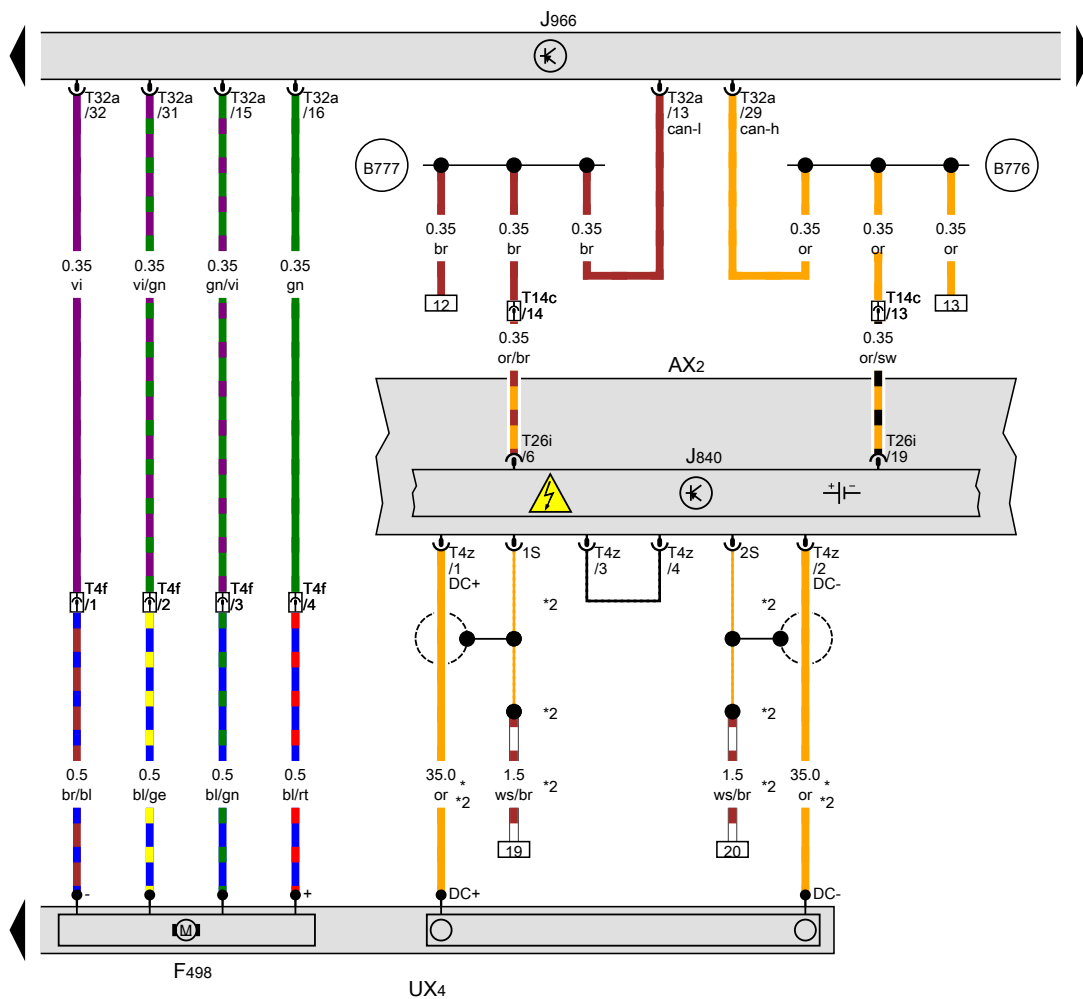 J966
T32a
/32
T32a
/31
T32a
/15
T32a
/16
T32a
/13
can-l
T32a
/29
can-h
B777
B776
0.35
br
0.35
br
0.35
br
0.35
or
0.35
or
0.35
or
0.35
vi
0.35
vi/gn
0.35
gn/vi
0.35
gn
12
T14c
/14
T14c
/13
13
0.35
or/br
0.35
or/sw
AX2
T26i
/6
J840
T26i
/19
+ −
T4z
/1
DC+
1S
T4z
/3
T4z
/4
2S
T4z
/2
DC-
T4f
/1
T4f
/2
T4f
/3
T4f
/4
*2
*2
*2
*2
0.5
br/bl
0.5
bl/ge
0.5
bl/gn
0.5
bl/rt
35.0
or
*
*2
1.5
ws/br
*2
1.5
ws/br
*2
35.0
or
*
*2
19
20
-
+
DC+
DC-
M
F498
UX4